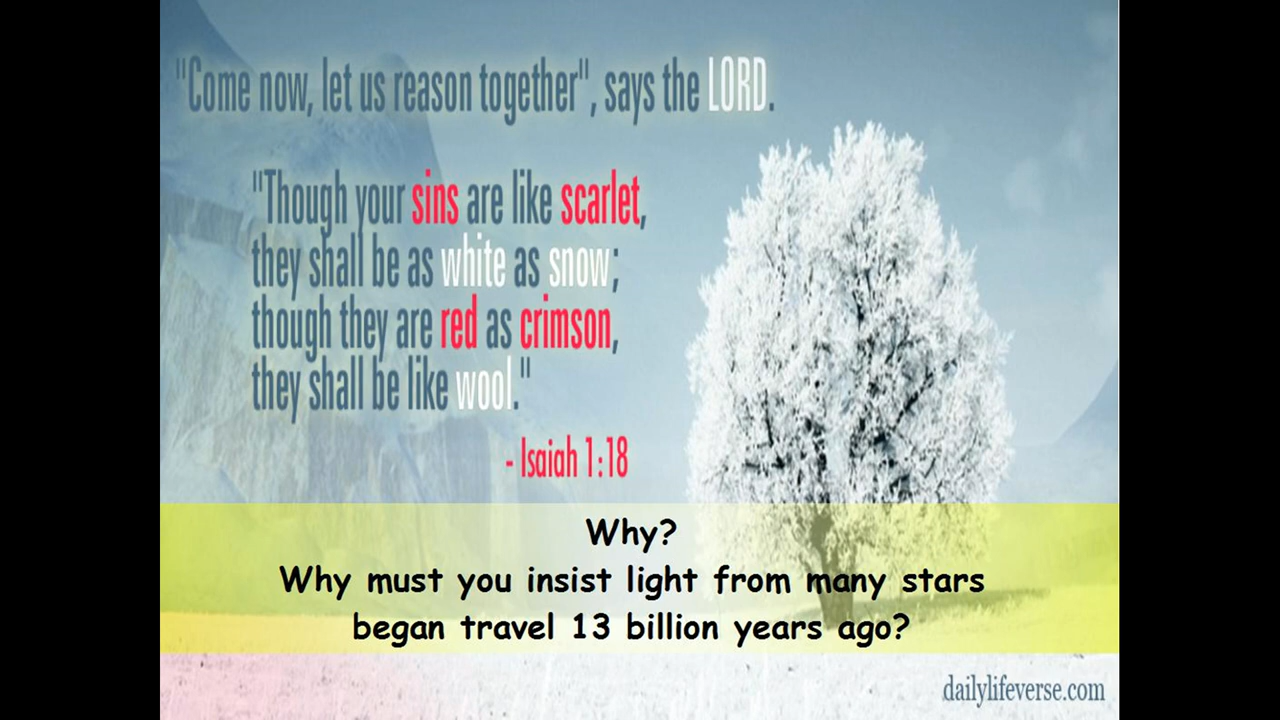 "Come now, let us reason together", says the LORD.
"Though your sins are like scarlet,
they shall be as white as snow;
though they are red as crimson,
they shall be like wool."
- Isaiah 1:18
Why?
Why must you insist light from many stars
began travel 13 billion years ago?
dailylifeverse.com